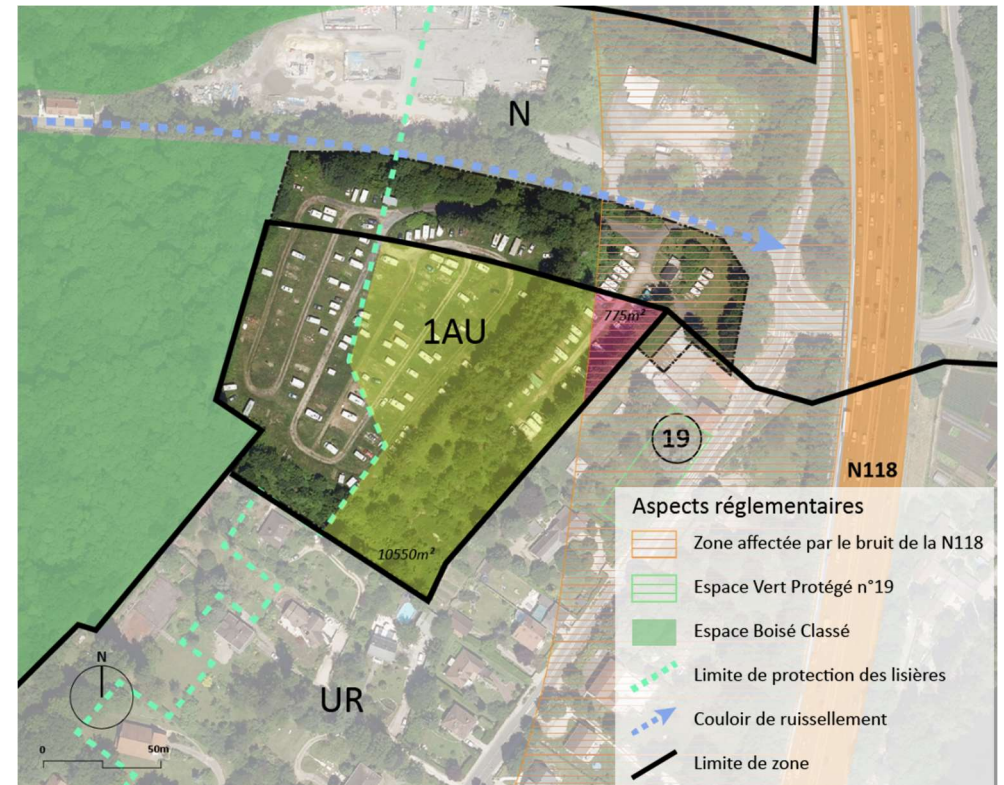 N
1AU
775m²
19
N118
10550m²
UR
N
0 50m
Aspects réglementaires
Zone affectée par le bruit de la N118
Espace Vert Protégé n°19
Espace Boisé Classé
Limite de protection des lisières
Couloir de ruissellement
Limite de zone